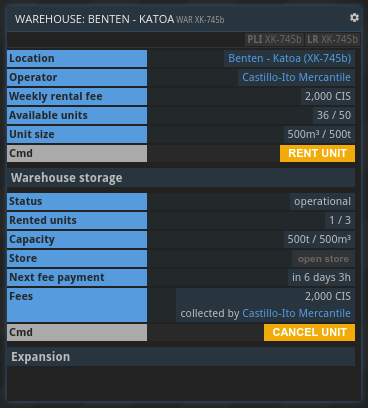 WAREHOUSE: BENTEN - KATOA WAR XK-745b
PLI XK-745b LR XK-745b
Location Benten - Katoa (XK-745b)
Operator Castillo-Ito Mercantile
Weekly rental fee 2,000 CIS
Available units 36 / 50
Unit size 500m³ / 500t
Cmd RENT UNIT
Warehouse storage
Status operational
Rented units 1 / 3
Capacity 500t / 500m³
Store open store
Next fee payment in 6 days 3h
Fees 2,000 CIS
collected by Castillo-Ito Mercantile
Cmd CANCEL UNIT
Expansion